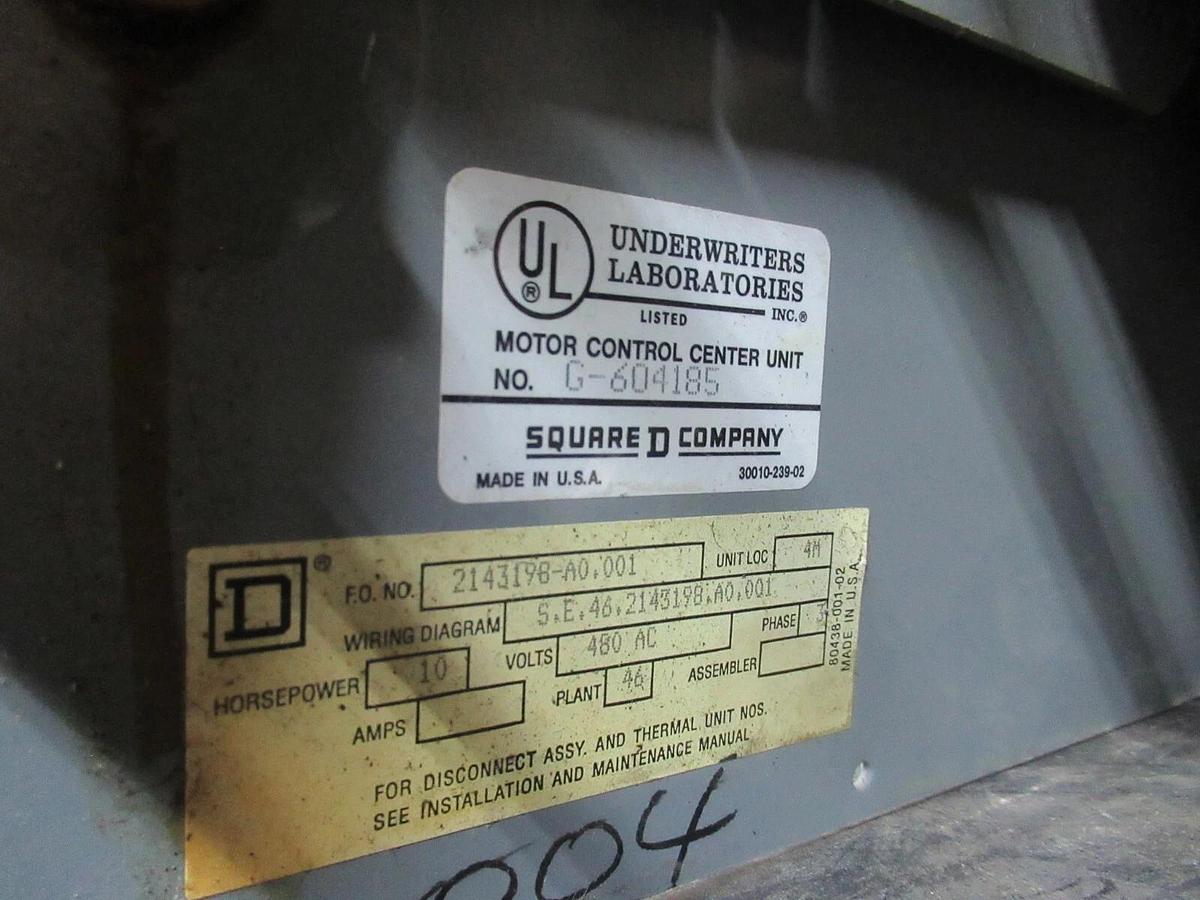 UL®
UNDERWRITERS
LABORATORIES
INC.®
LISTED
MOTOR CONTROL CENTER UNIT
NO. G-604185
SQUARE D COMPANY
MADE IN U.S.A. 30010-239-02
D®
F.O. NO. 2143198-A0.001 UNIT LOC 4M
WIRING DIAGRAM S.E.46.2143198.A0.001
HORSEPOWER 10 VOLTS 480 AC PHASE 3
AMPS PLANT 46 ASSEMBLER
FOR DISCONNECT ASSY. AND THERMAL UNIT NOS.
SEE INSTALLATION AND MAINTENANCE MANUAL
80438-001-02
MADE IN U.S.A.
004